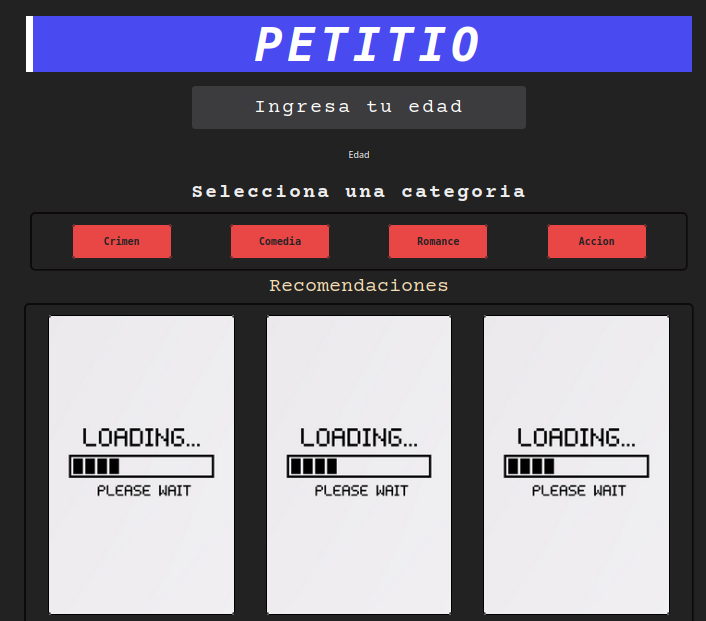 PETITIO
Ingresa tu edad
Edad
Selecciona una categoria
Crimen Comedia Romance Accion
Recomendaciones
LOADING... LOADING... LOADING...
PLEASE WAIT PLEASE WAIT PLEASE WAIT